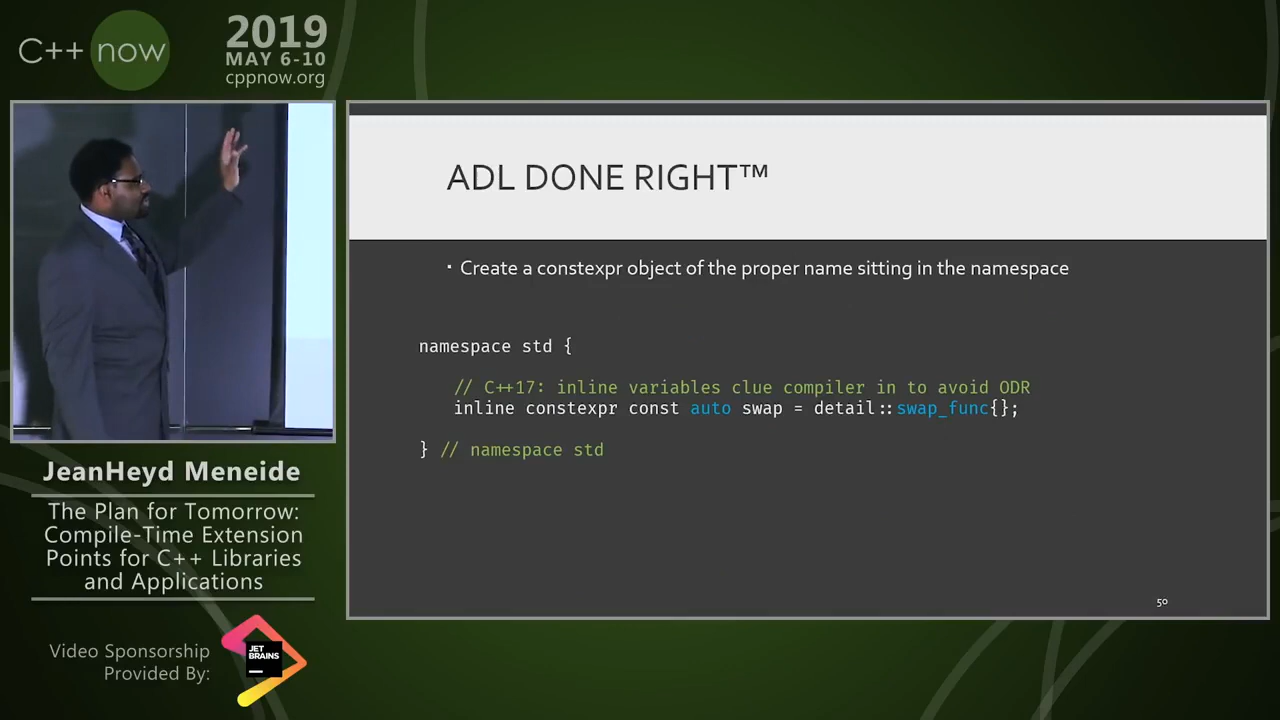 C++ now
2019
MAY 6-10
cppnow.org
ADL DONE RIGHT™
▪ Create a constexpr object of the proper name sitting in the namespace
namespace std {
// C++17: inline variables clue compiler in to avoid ODR
inline constexpr const auto swap = detail::swap_func{};
} // namespace std
50
JeanHeyd Meneide
The Plan for Tomorrow:
Compile-Time Extension
Points for C++ Libraries
and Applications
Video Sponsorship
Provided By:
JET
BRAINS